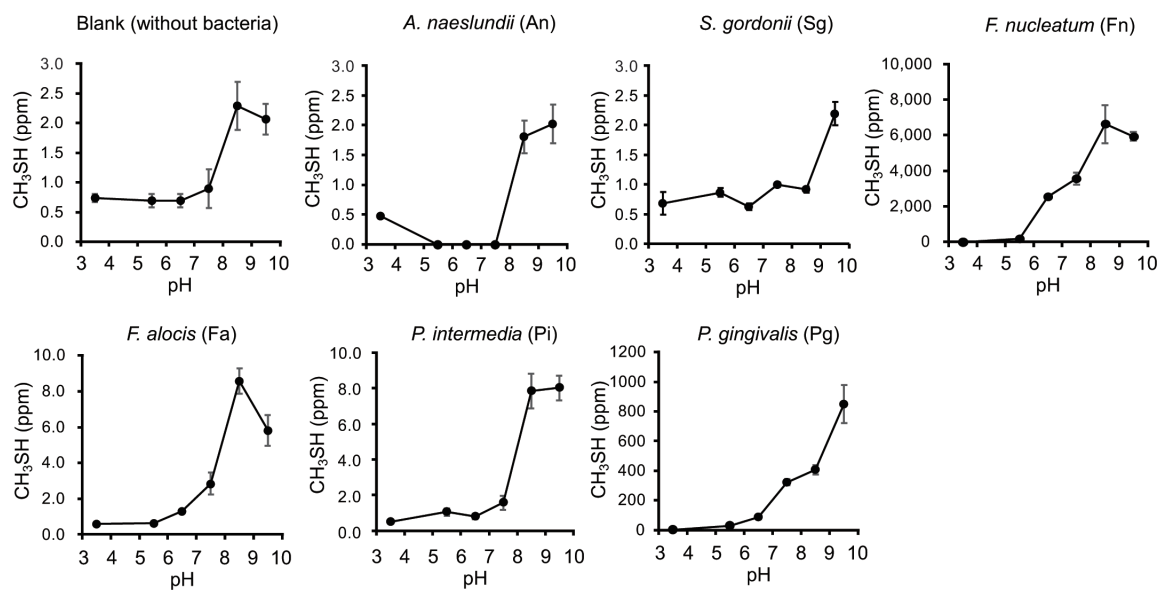 Blank (without bacteria)
CH₃SH (ppm)
3.0
2.5
2.0
1.5
1.0
0.5
0.0
3 4 5 6 7 8 9 10
pH
A. naeslundii (An)
CH₃SH (ppm)
3.0
2.5
2.0
1.5
1.0
0.5
0.0
3 4 5 6 7 8 9 10
pH
S. gordonii (Sg)
CH₃SH (ppm)
3.0
2.5
2.0
1.5
1.0
0.5
0.0
3 4 5 6 7 8 9 10
pH
F. nucleatum (Fn)
CH₃SH (ppm)
10,000
8,000
6,000
4,000
2,000
0
3 4 5 6 7 8 9 10
pH
F. alocis (Fa)
CH₃SH (ppm)
10.0
8.0
6.0
4.0
2.0
0.0
3 4 5 6 7 8 9 10
pH
P. intermedia (Pi)
CH₃SH (ppm)
10.0
8.0
6.0
4.0
2.0
0.0
3 4 5 6 7 8 9 10
pH
P. gingivalis (Pg)
CH₃SH (ppm)
1200
1000
800
600
400
200
0
3 4 5 6 7 8 9 10
pH